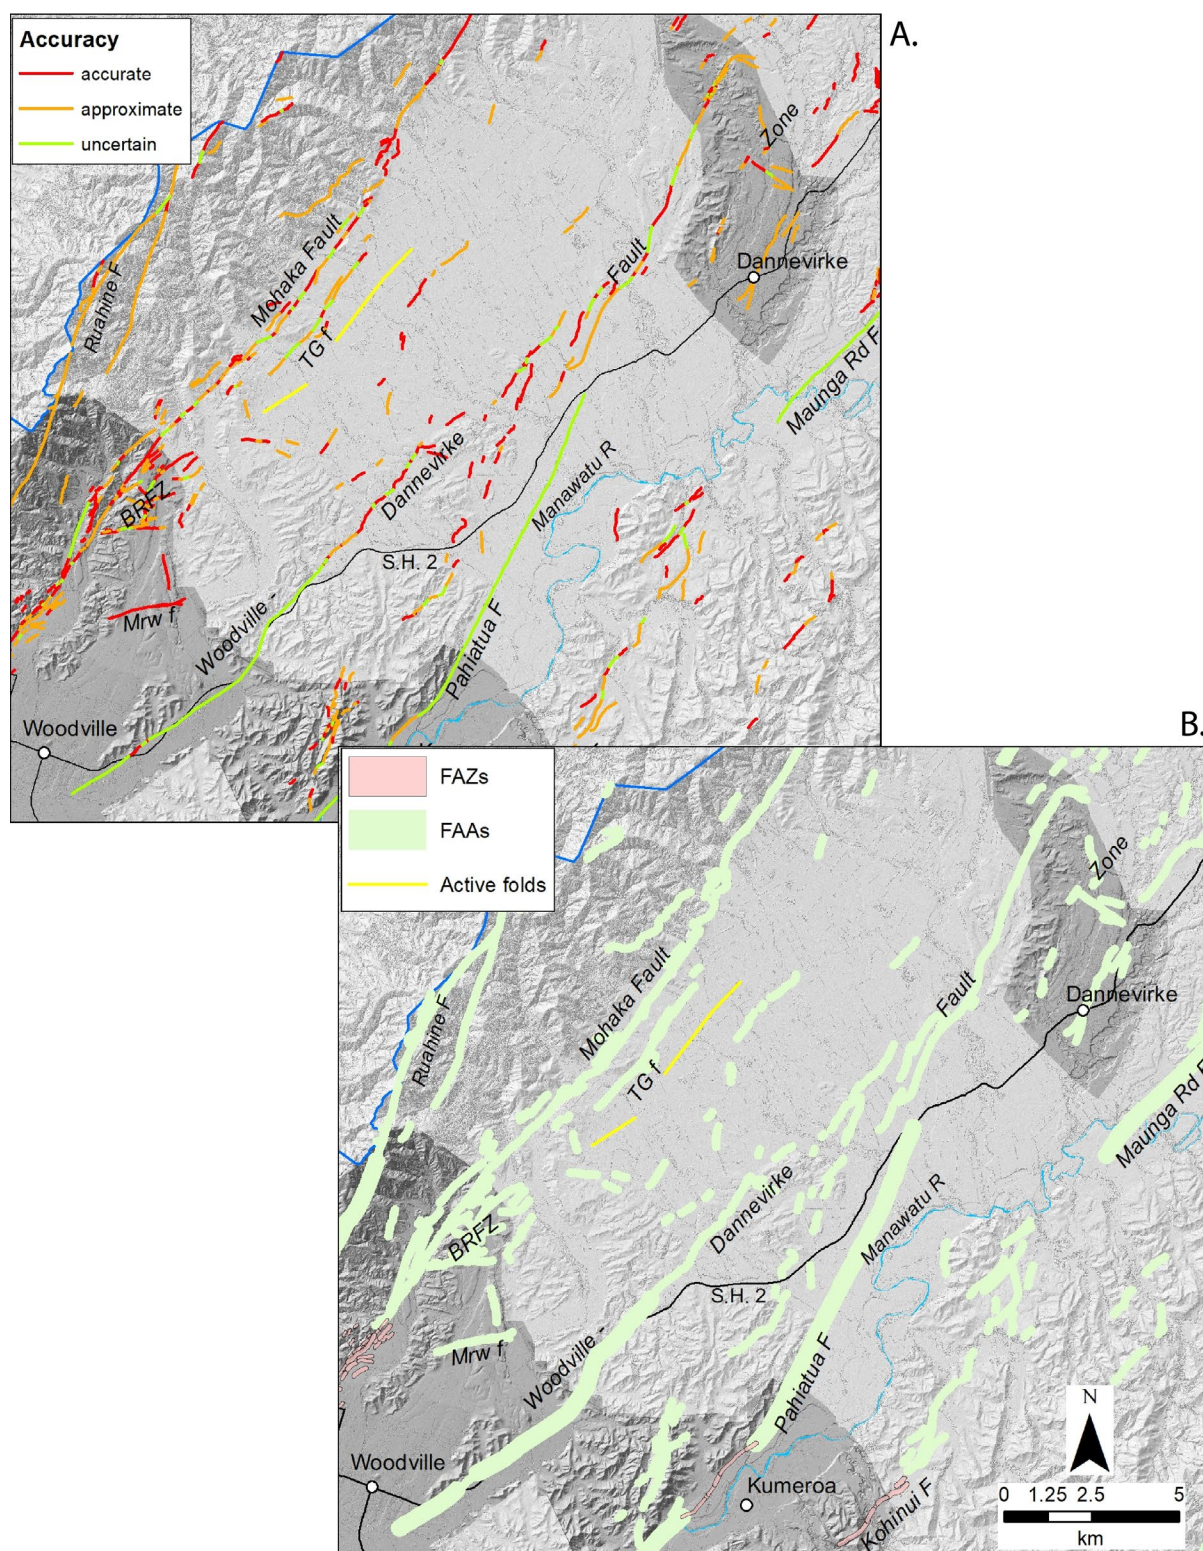 A.
Accuracy
accurate
approximate
uncertain
Zone
Ruahine F
Mohaka Fault
Fault
Dannevirke
TG f
Maunga Rd F
BRFZ
Dannevirke
Manawatu R
S.H. 2
Mrw f
Woodville -
Pahiatua F
Woodville
B.
FAZs
FAAs
Active folds
Zone
Mohaka Fault
Fault
Dannevirke
Ruahine F
TG f
Maunga Rd F
Dannevirke
Manawatu R
BRFZ
S.H. 2
Mrw f
Woodville -
Pahiatua F
N
Woodville
Kumeroa
0 1.25 2.5 5
km
Kohinui F